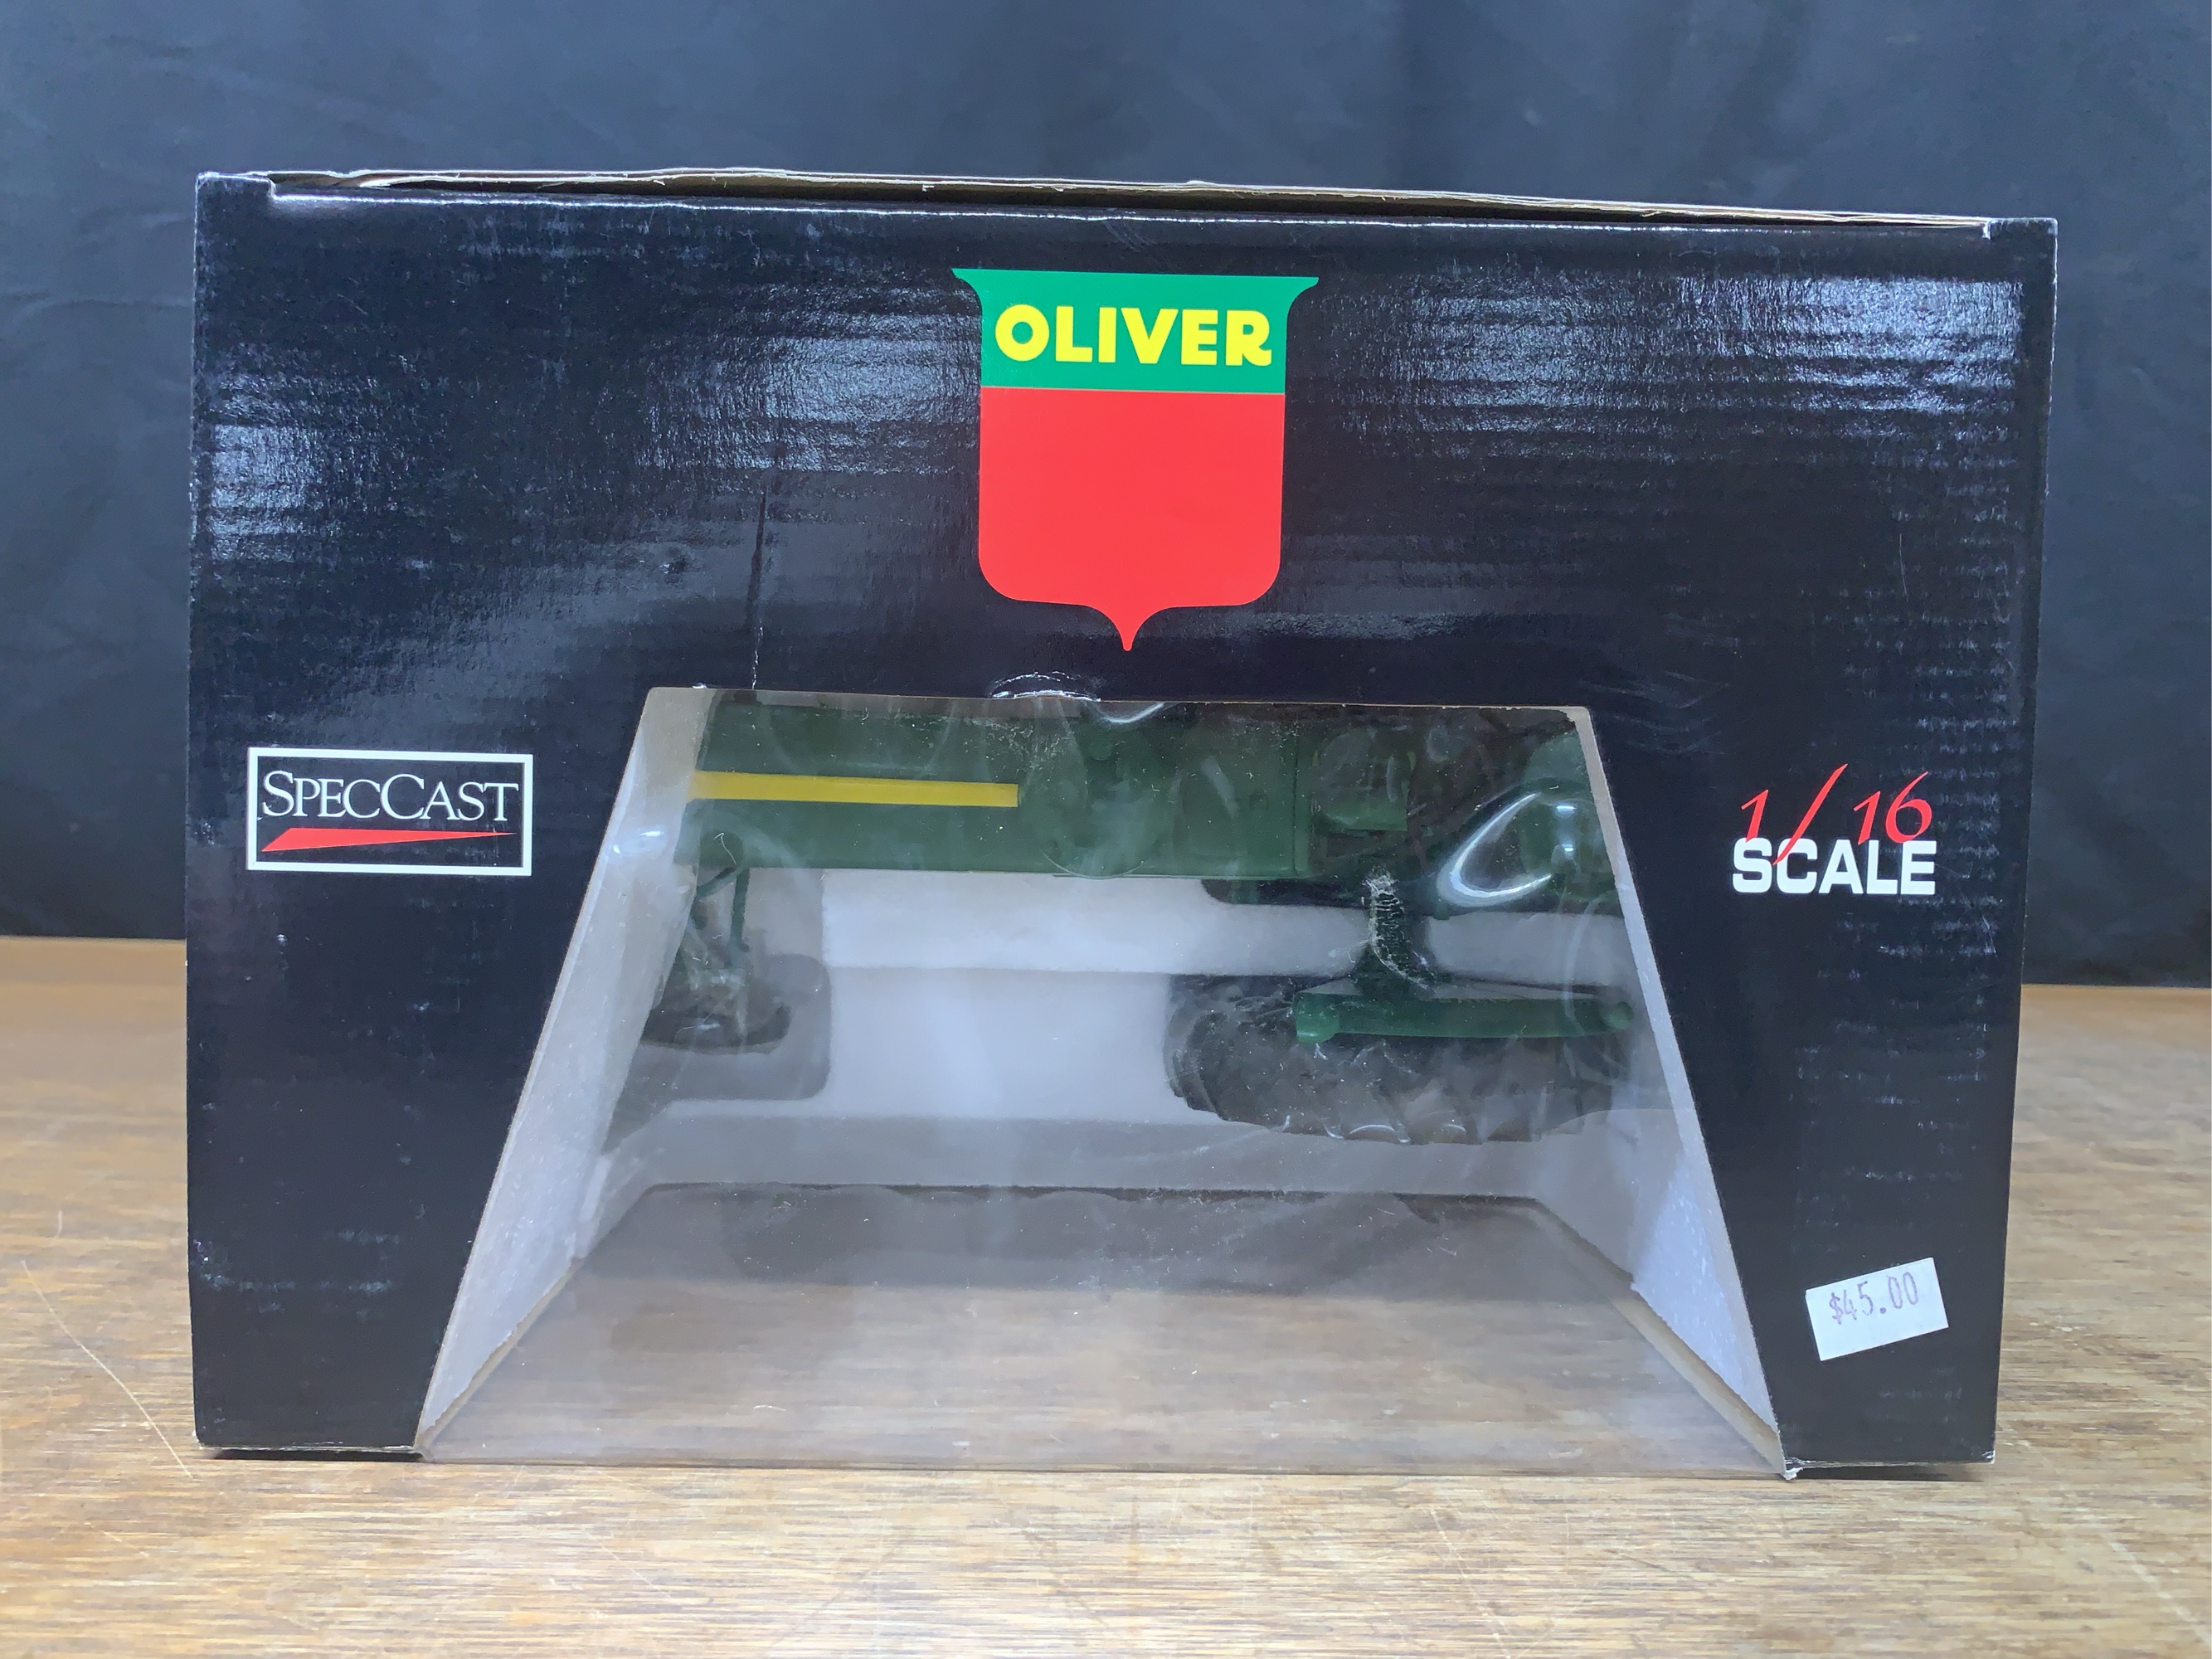 OLIVER
SPECCAST
1/16
SCALE
$45.00